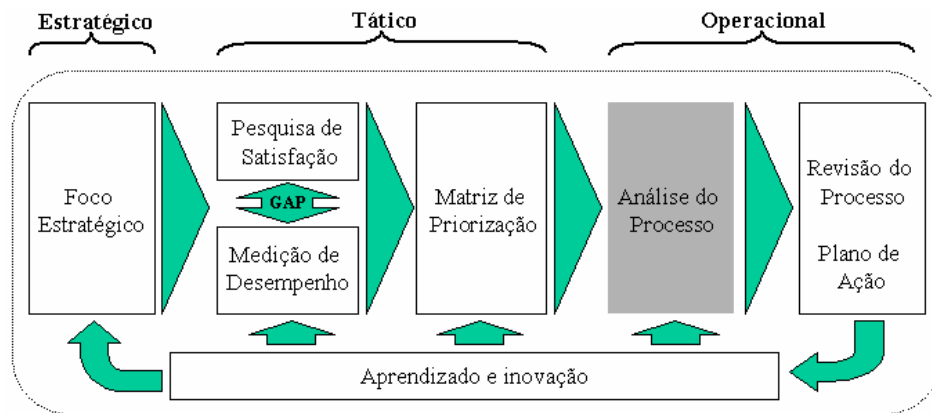 Estratégico
Tático
Operacional
Foco
Estratégico
Pesquisa de
Satisfação
GAP
Medição de
Desempenho
Matriz de
Priorização
Análise do
Processo
Revisão do
Processo
Plano de
Ação
Aprendizado e inovação